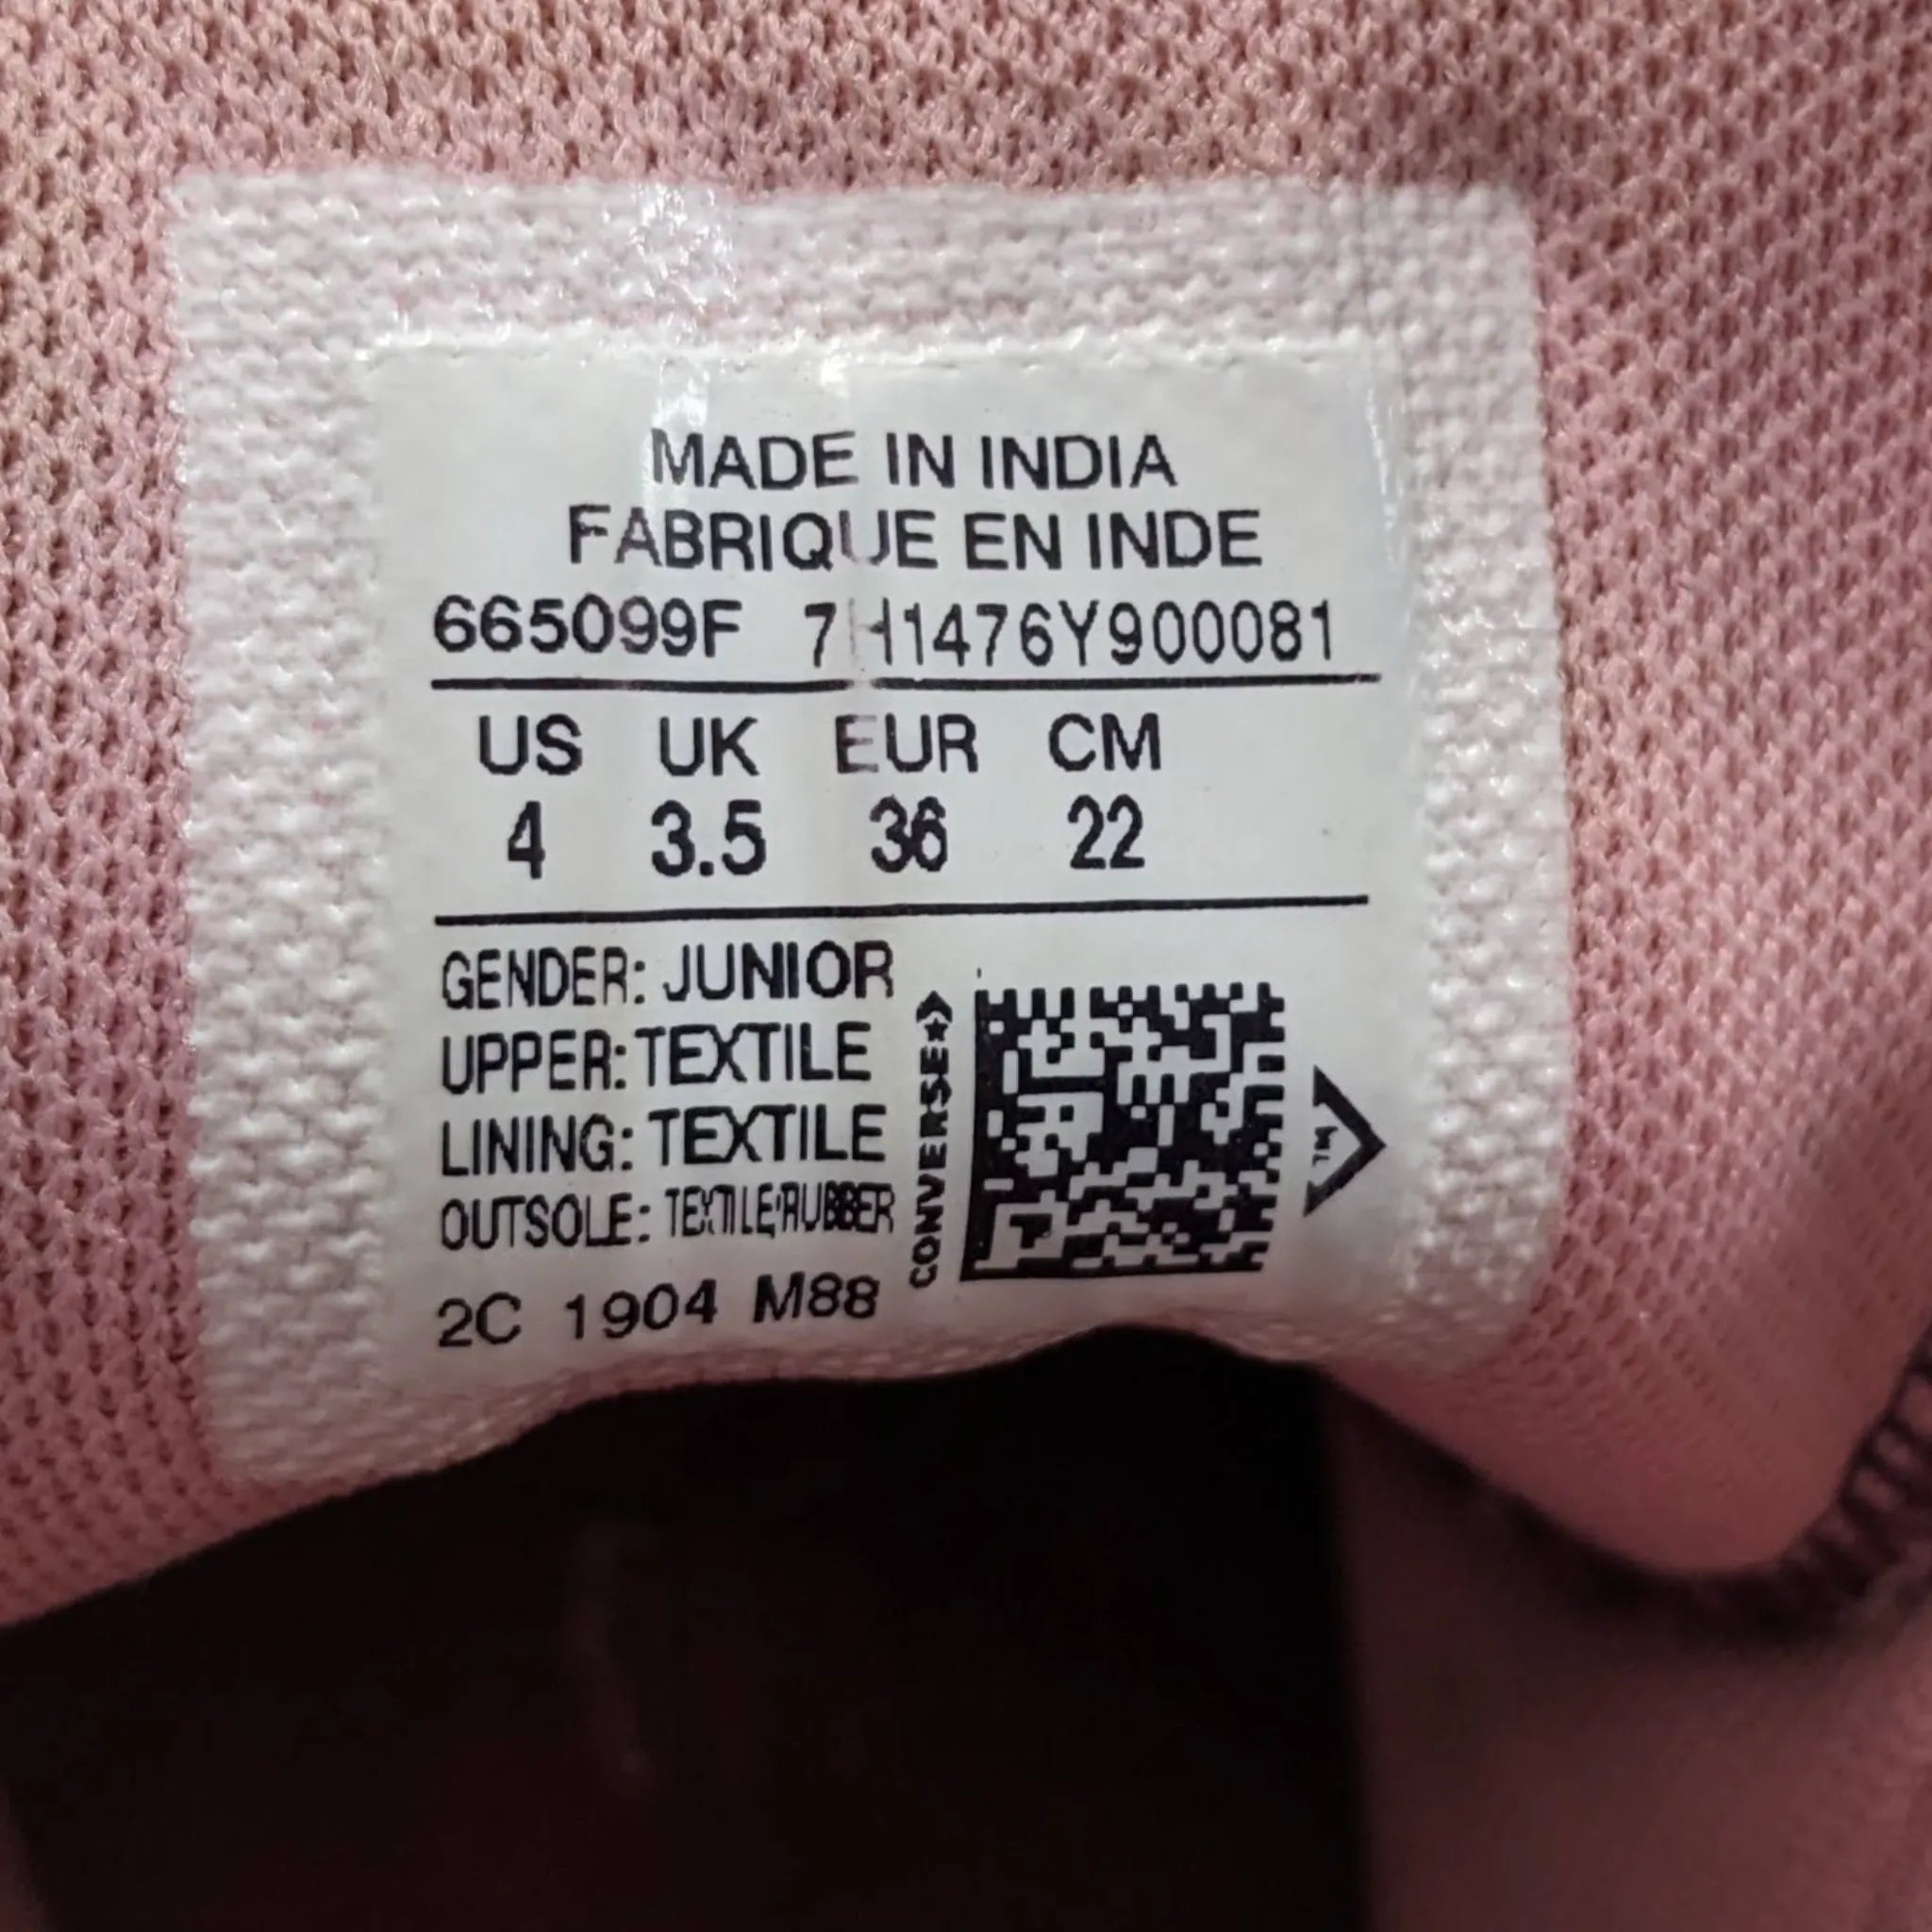 MADE IN INDIA
FABRIQUE EN INDE
665099F 7H1476Y900081
US UK EUR CM
4 3.5 36 22
GENDER: JUNIOR
UPPER: TEXTILE
LINING: TEXTILE
OUTSOLE: TEXTILE/RUBBER
2C 1904 M88
CONVERSE
TM